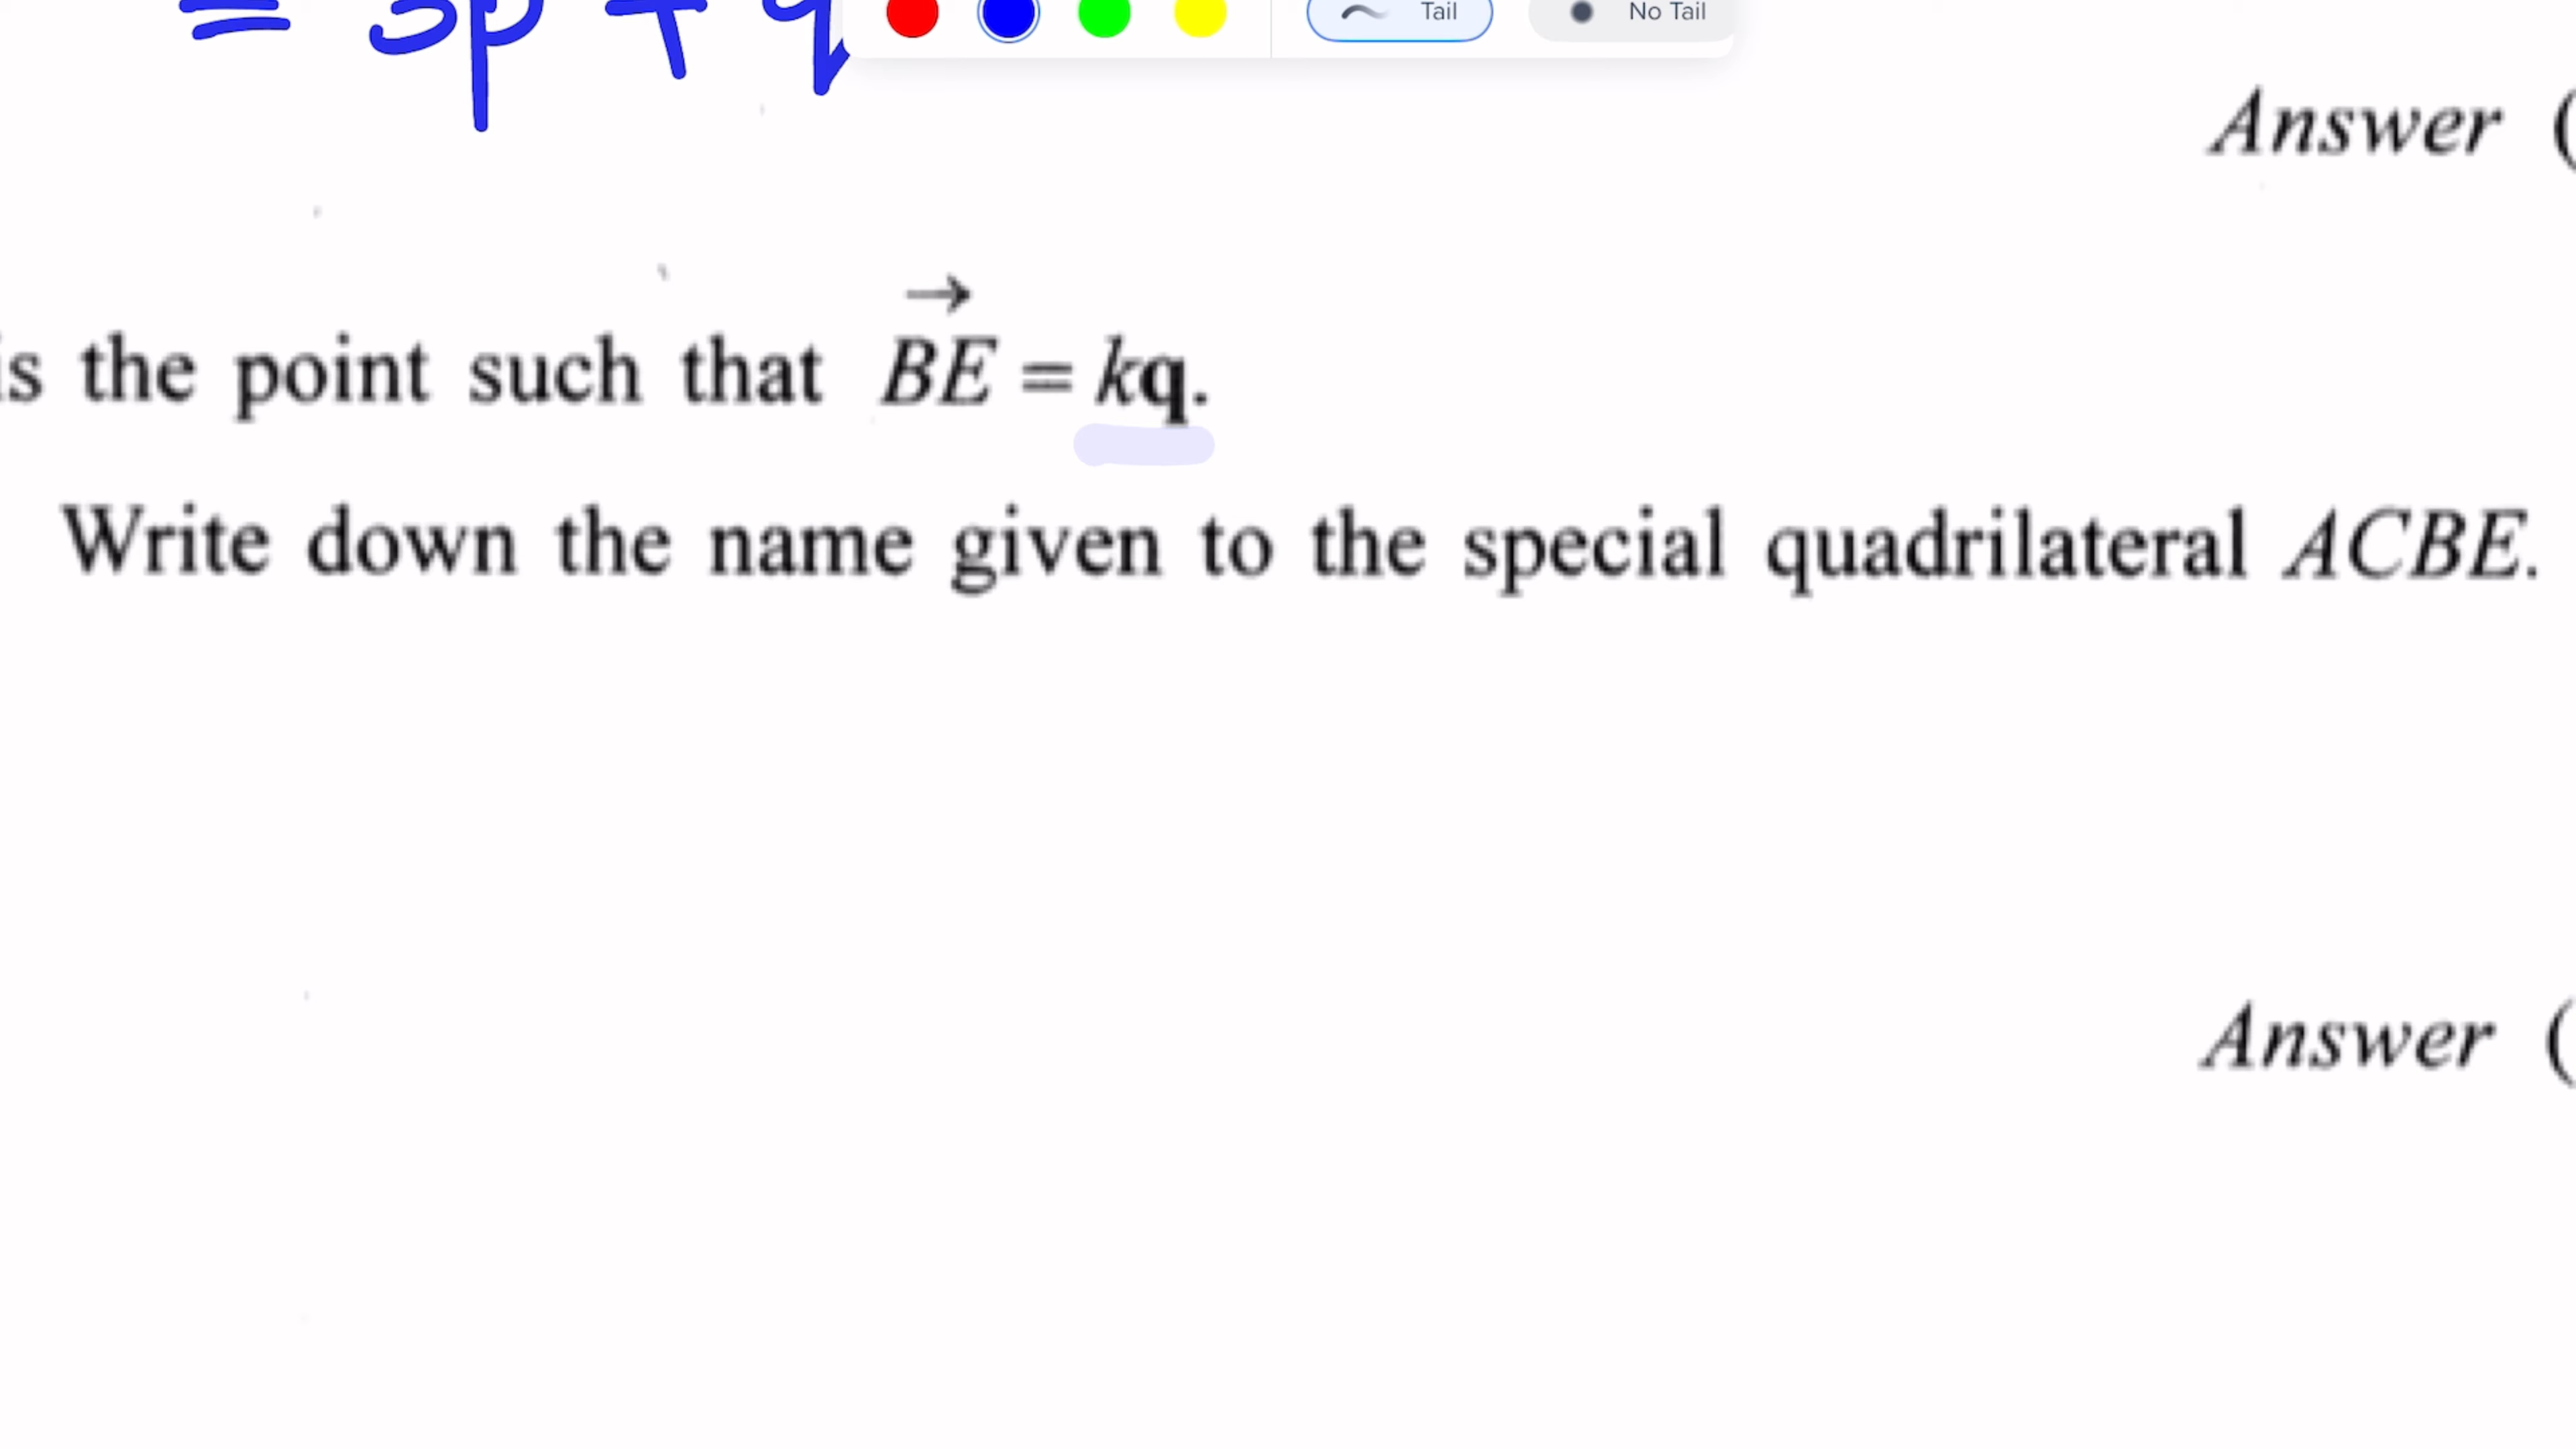 = 3p + q
Tail No Tail
Answer (
is the point such that BE = kq.
Write down the name given to the special quadrilateral ACBE.
Answer (